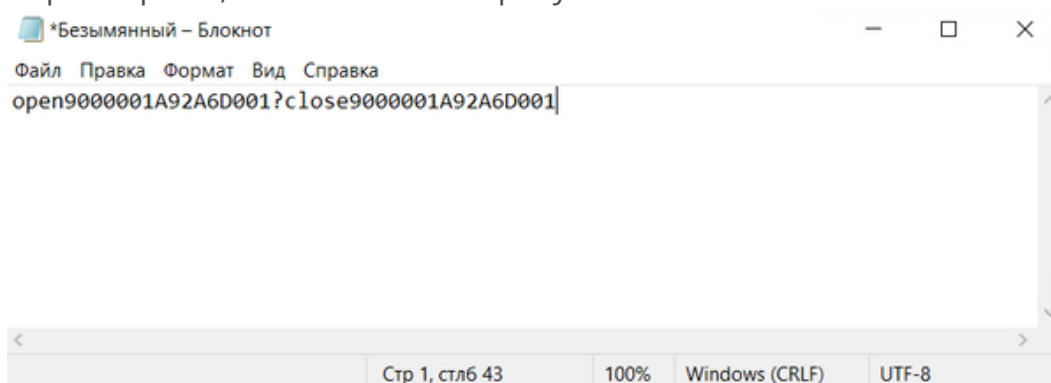 *Безымянный – Блокнот
Файл Правка Формат Вид Справка
open9000001A92A6D001?close9000001A92A6D001
Стр 1, стлб 43 100% Windows (CRLF) UTF-8